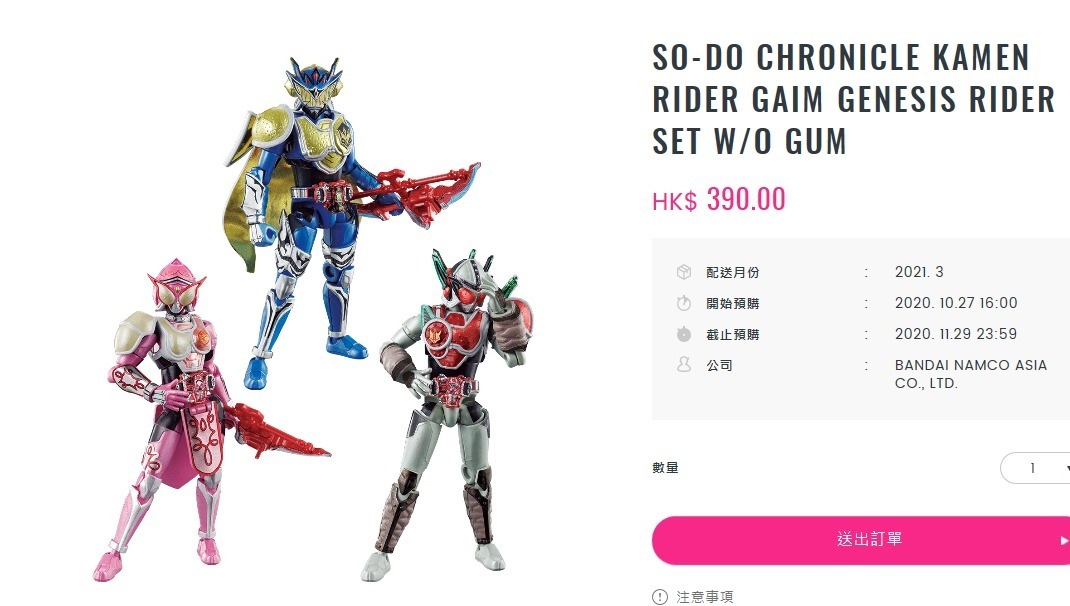 SO-DO CHRONICLE KAMEN
RIDER GAIM GENESIS RIDER
SET W/O GUM
HK$ 390.00
配送月份 : 2021. 3
開始預購 : 2020. 10.27 16:00
截止預購 : 2020. 11.29 23:59
公司 : BANDAI NAMCO ASIA
CO., LTD.
數量 1
送出訂單
注意事項